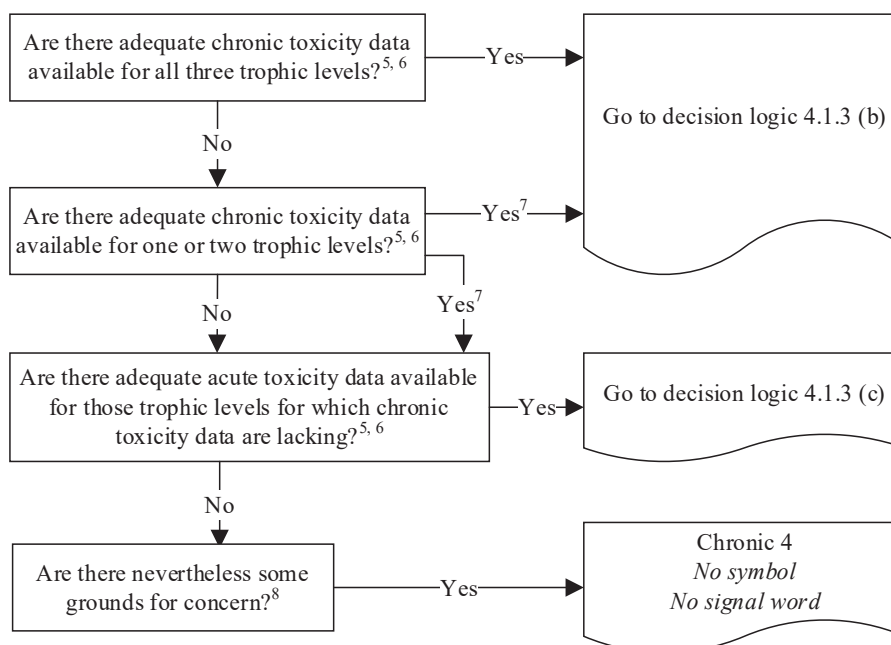 Are there adequate chronic toxicity data
available for all three trophic levels?5, 6
Yes
Go to decision logic 4.1.3 (b)
No
Are there adequate chronic toxicity data
available for one or two trophic levels?5, 6
Yes7
Yes7
No
Are there adequate acute toxicity data available
for those trophic levels for which chronic
toxicity data are lacking?5, 6
Yes
Go to decision logic 4.1.3 (c)
No
Are there nevertheless some
grounds for concern?8
Yes
Chronic 4
No symbol
No signal word